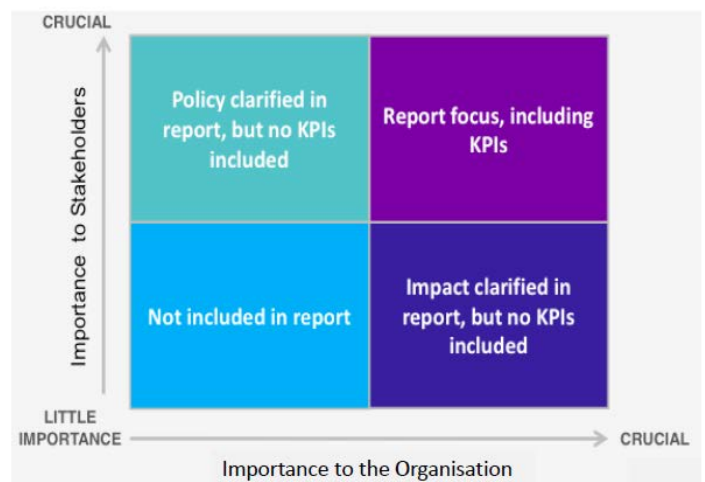 CRUCIAL
Importance to Stakeholders
Policy clarified in
report, but no KPIs
included
Report focus, including
KPIs
Not included in report
Impact clarified in
report, but no KPIs
included
LITTLE
IMPORTANCE
CRUCIAL
Importance to the Organisation